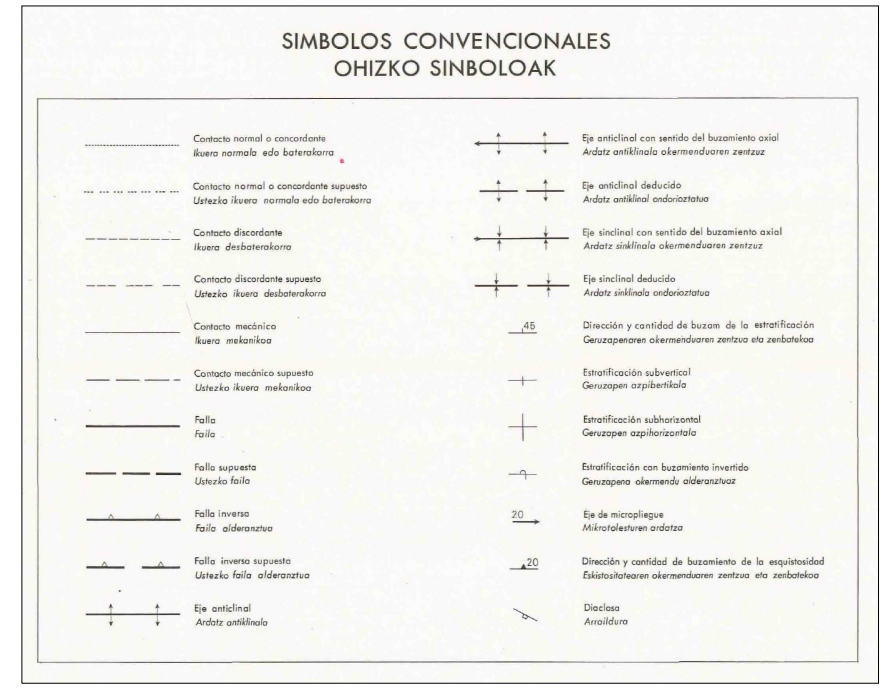 SIMBOLOS CONVENCIONALES
OHIZKO SINBOLOAK
Contacto normal o concordante
Ikuera normala edo baterakorra
Contacto normal o concordante supuesto
Ustezko ikuera normala edo baterakorra
Contacto discordante
Ikuera desbaterakorra
Contacto discordante supuesto
Ustezko ikuera desbaterakorra
Contacto mecánico
Ikuera mekanikoa
Contacto mecánico supuesto
Ustezko ikuera mekanikoa
Falla
Faila
Falla supuesta
Ustezko faila
Falla inversa
Faila alderanztua
Falla inversa supuesta
Ustezko faila alderanztua
Eje anticlinal
Ardatz antiklinala
Eje anticlinal con sentido del buzamiento axial
Ardatz antiklinala okermenduaren zentzuz
Eje anticlinal deducido
Ardatz antiklinal ondorioztatua
Eje sinclinal con sentido del buzamiento axial
Ardatz sinklinala okermenduaren zentzuz
Eje sinclinal deducido
Ardatz sinklinala ondorioztatua
45
Dirección y cantidad de buzam de la estratificación
Geruzapenaren okermenduaren zentzua eta zenbatekoa
Estratificación subvertical
Geruzapen azpibertikala
Estratificación subhorizontal
Geruzapen azpihorizontala
Estratificación con buzamiento invertido
Geruzapena okermendu alderanztuaz
20
Eje de micropliegue
Mikrotolesturen ardatza
20
Dirección y cantidad de buzamiento de la esquistosidad
Eskistositatearen okermenduaren zentzua eta zenbatekoa
Diaclasa
Arraildura